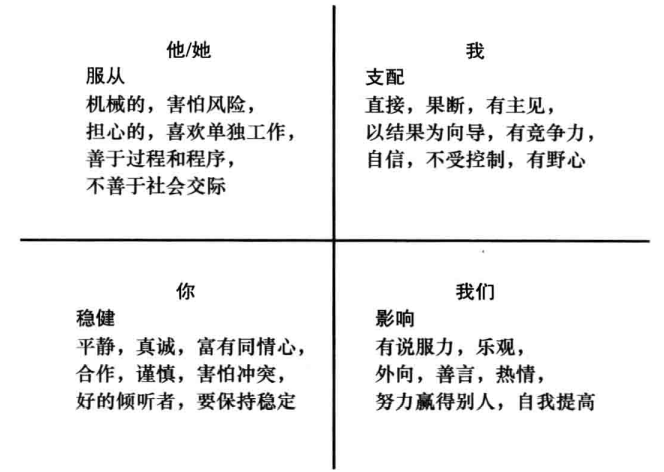 他/她
服从
机械的，害怕风险，
担心的，喜欢单独工作，
善于过程和程序，
不善于社会交际
我
支配
直接，果断，有主见，
以结果为向导，有竞争力，
自信，不受控制，有野心
你
稳健
平静，真诚，富有同情心，
合作，谨慎，害怕冲突，
好的倾听者，要保持稳定
我们
影响
有说服力，乐观，
外向，善言，热情，
努力赢得别人，自我提高